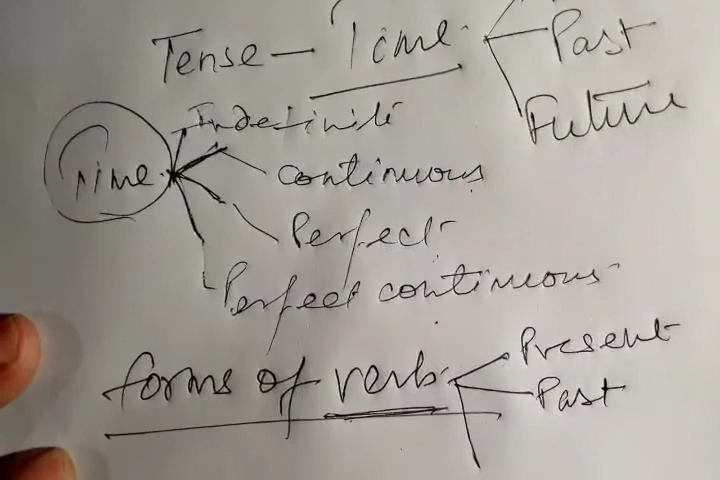 Tense — Time
Past
Future
Time
Indefinite
continuous
Perfect
Perfect continuous
forms of verb
Present
Past